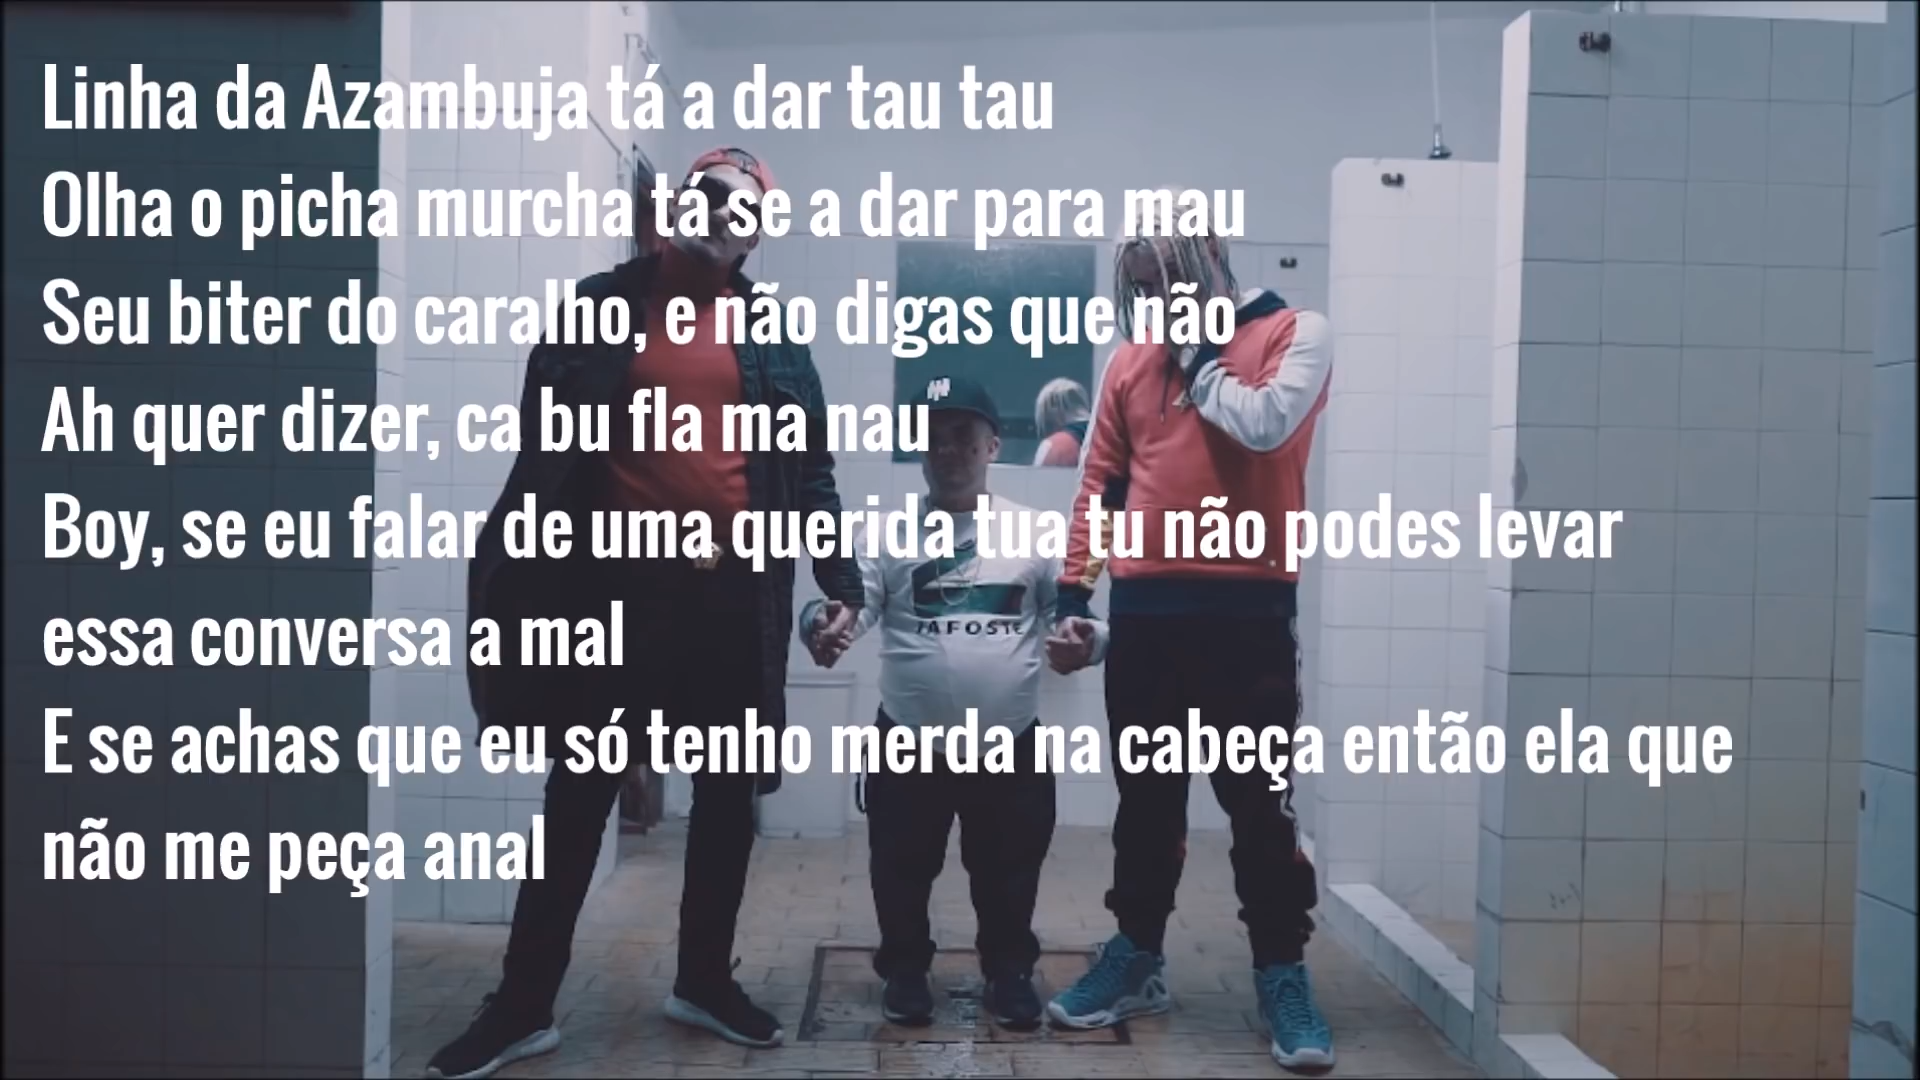 Linha da Azambuja tá a dar tau tau
Olha o picha murcha tá se a dar para mau
Seu biter do caralho, e não digas que não
Ah quer dizer, ca bu fla ma nau
Boy, se eu falar de uma querida tua tu não podes levar
essa conversa a mal
E se achas que eu só tenho merda na cabeça então ela que
não me peça anal